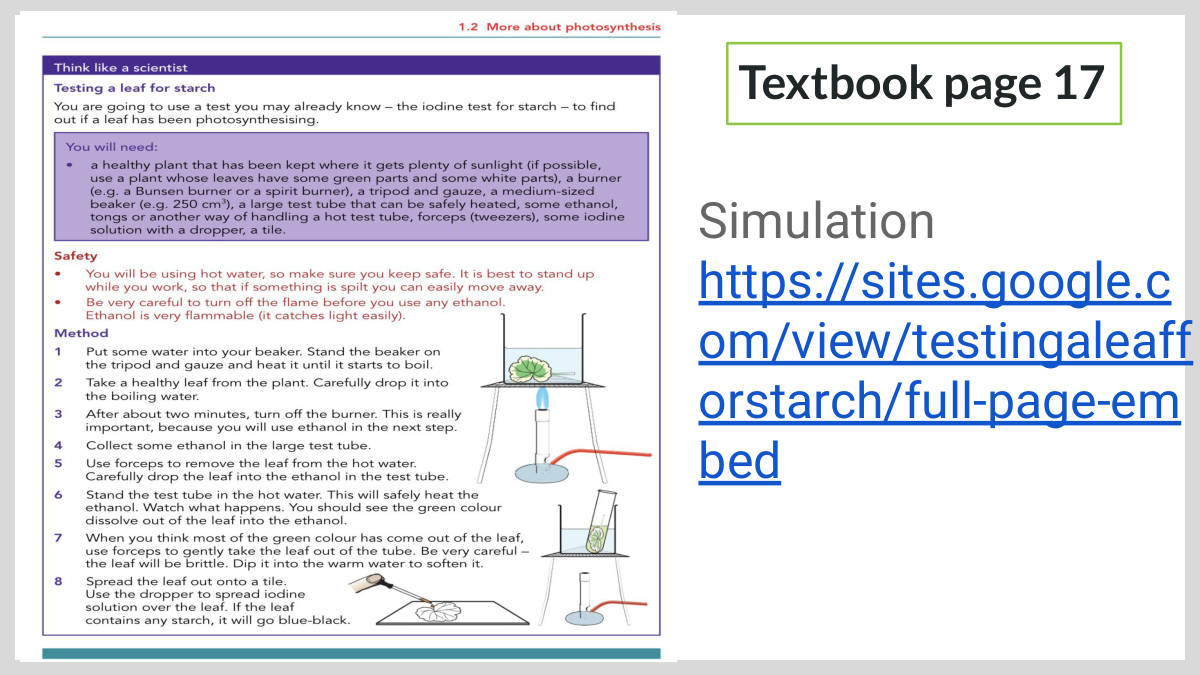 1.2 More about photosynthesis
Think like a scientist
Testing a leaf for starch
You are going to use a test you may already know – the iodine test for starch – to find
out if a leaf has been photosynthesising.
You will need:
• a healthy plant that has been kept where it gets plenty of sunlight (if possible,
use a plant whose leaves have some green parts and some white parts), a burner
(e.g. a Bunsen burner or a spirit burner), a tripod and gauze, a medium-sized
beaker (e.g. 250 cm³), a large test tube that can be safely heated, some ethanol,
tongs or another way of handling a hot test tube, forceps (tweezers), some iodine
solution with a dropper, a tile.
Safety
• You will be using hot water, so make sure you keep safe. It is best to stand up
while you work, so that if something is spilt you can easily move away.
• Be very careful to turn off the flame before you use any ethanol.
Ethanol is very flammable (it catches light easily).
Method
1 Put some water into your beaker. Stand the beaker on
the tripod and gauze and heat it until it starts to boil.
2 Take a healthy leaf from the plant. Carefully drop it into
the boiling water.
3 After about two minutes, turn off the burner. This is really
important, because you will use ethanol in the next step.
4 Collect some ethanol in the large test tube.
5 Use forceps to remove the leaf from the hot water.
Carefully drop the leaf into the ethanol in the test tube.
6 Stand the test tube in the hot water. This will safely heat the
ethanol. Watch what happens. You should see the green colour
dissolve out of the leaf into the ethanol.
7 When you think most of the green colour has come out of the leaf,
use forceps to gently take the leaf out of the tube. Be very careful –
the leaf will be brittle. Dip it into the warm water to soften it.
8 Spread the leaf out onto a tile.
Use the dropper to spread iodine
solution over the leaf. If the leaf
contains any starch, it will go blue-black.
Textbook page 17
Simulation
https://sites.google.c
om/view/testingaleaff
orstarch/full-page-em
bed